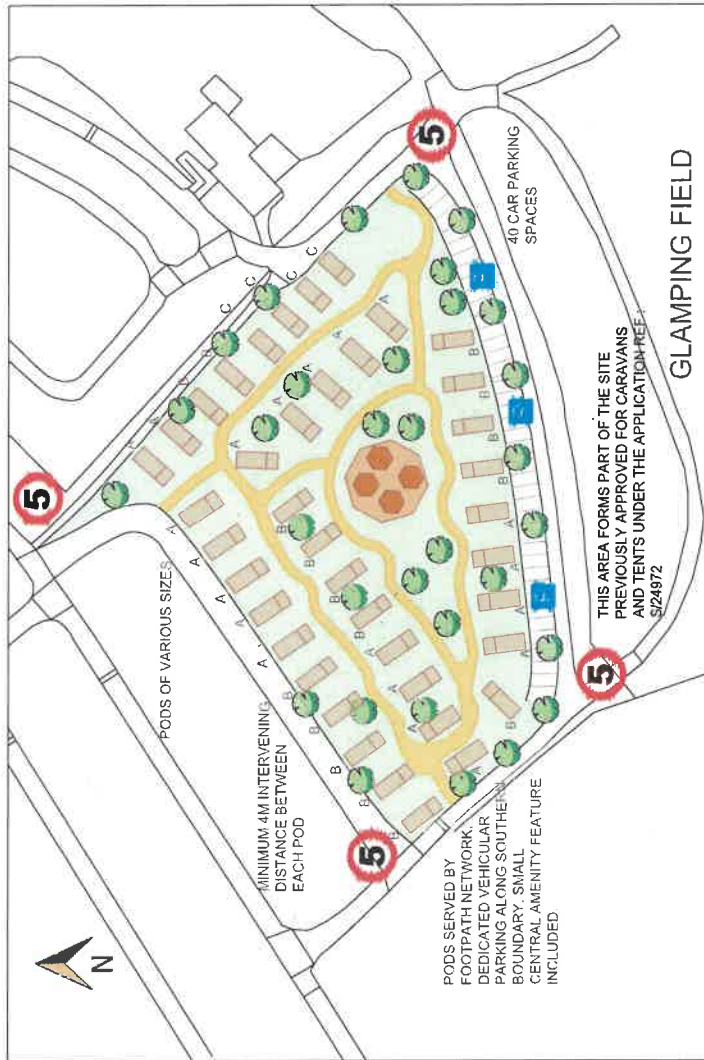 N
PODS OF VARIOUS SIZES
MINIMUM 4M INTERVENING
DISTANCE BETWEEN
EACH POD
PODS SERVED BY
FOOTPATH NETWORK.
DEDICATED VEHICULAR
PARKING ALONG SOUTHERN
BOUNDARY. SMALL
CENTRAL AMENITY FEATURE
INCLUDED.
5
5
5
5
40 CAR PARKING
SPACES
THIS AREA FORMS PART OF THE SITE
PREVIOUSLY APPROVED FOR CARAVANS
AND TENTS UNDER THE APPLICATION REF :
S/24972
GLAMPING FIELD
A
A
A
A
A
B
B
B
B
C
C
C
B
A
A
A
A
A
B
B
B
A
A
A
B
B
B
B
A
A
A
B
A